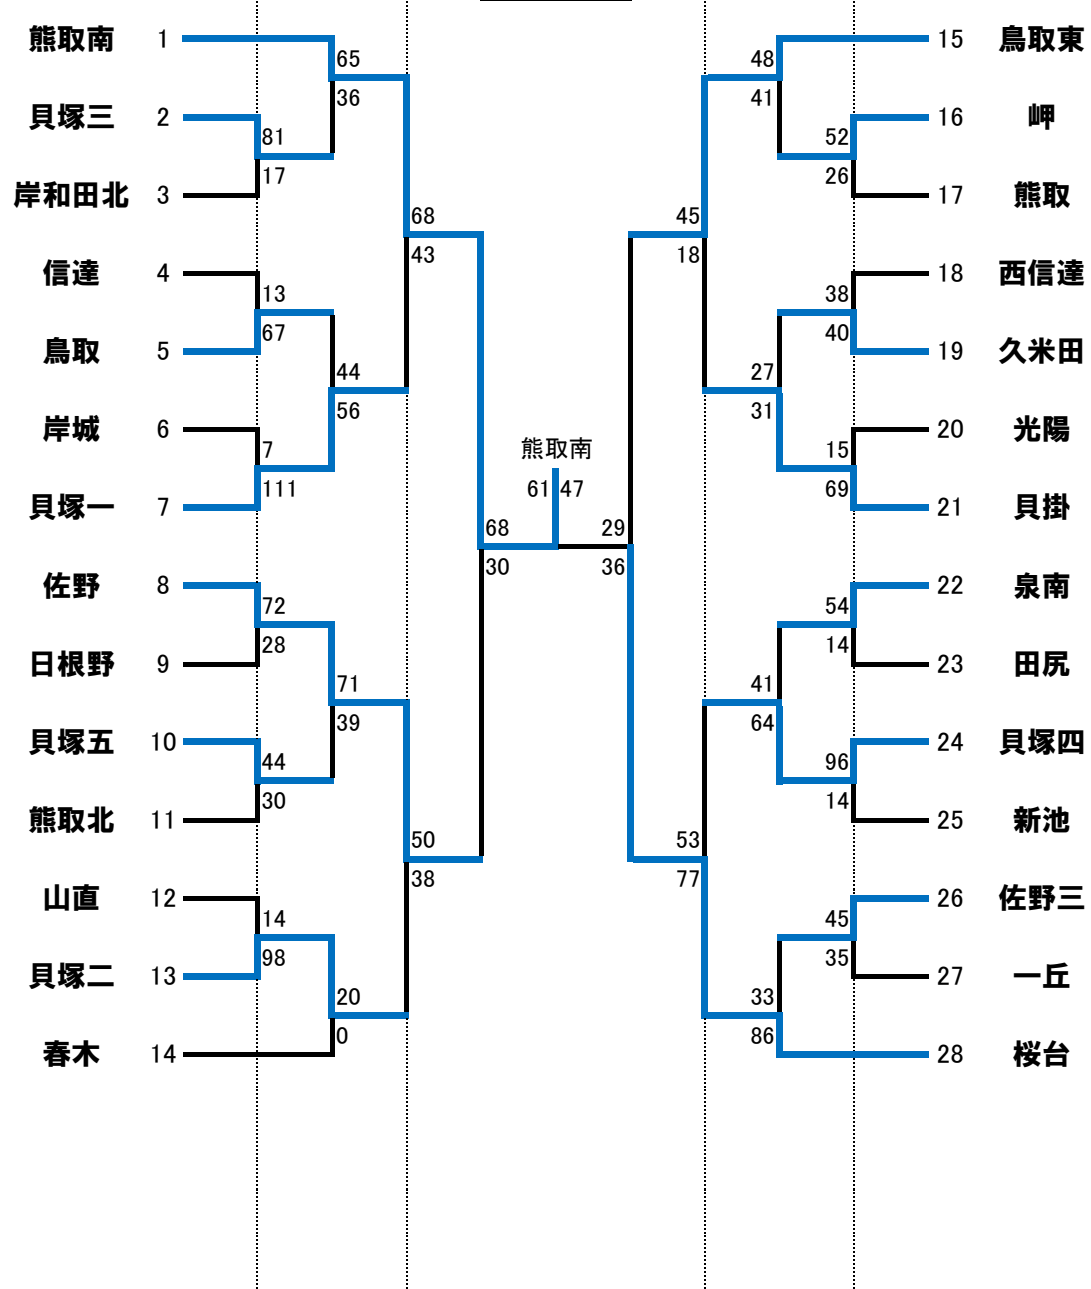 熊取南 1
65
36
貝塚三 2
81
17
岸和田北 3
68
43
信達 4
13
67
鳥取 5
44
56
岸城 6
7
111
貝塚一 7
68
30
佐野 8
72
28
日根野 9
71
39
貝塚五 10
44
30
熊取北 11
50
38
山直 12
14
98
貝塚二 13
20
0
春木 14
熊取南
61 47
15 鳥取東
48
41
16 岬
52
26
17 熊取
45
18
18 西信達
38
40
19 久米田
27
31
20 光陽
15
69
21 貝掛
29
36
22 泉南
54
14
23 田尻
41
64
24 貝塚四
96
14
25 新池
53
77
26 佐野三
45
35
27 一丘
33
86
28 桜台